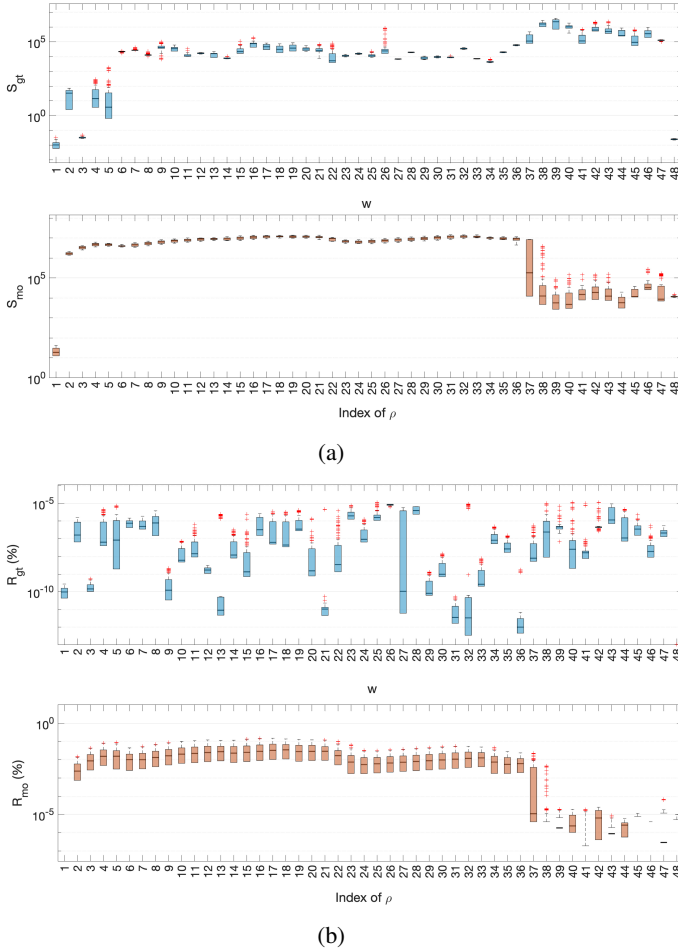 10^5
10^0
S_gt
1 2 3 4 5 6 7 8 9 10 11 12 13 14 15 16 17 18 19 20 21 22 23 24 25 26 27 28 29 30 31 32 33 34 35 36 37 38 39 40 41 42 43 44 45 46 47 48
w
10^5
10^0
S_mo
1 2 3 4 5 6 7 8 9 10 11 12 13 14 15 16 17 18 19 20 21 22 23 24 25 26 27 28 29 30 31 32 33 34 35 36 37 38 39 40 41 42 43 44 45 46 47 48
Index of ρ
(a)
10^-5
10^-10
R_gt (%)
1 2 3 4 5 6 7 8 9 10 11 12 13 14 15 16 17 18 19 20 21 22 23 24 25 26 27 28 29 30 31 32 33 34 35 36 37 38 39 40 41 42 43 44 45 46 47 48
w
10^0
10^-5
R_mo (%)
1 2 3 4 5 6 7 8 9 10 11 12 13 14 15 16 17 18 19 20 21 22 23 24 25 26 27 28 29 30 31 32 33 34 35 36 37 38 39 40 41 42 43 44 45 46 47 48
Index of ρ
(b)